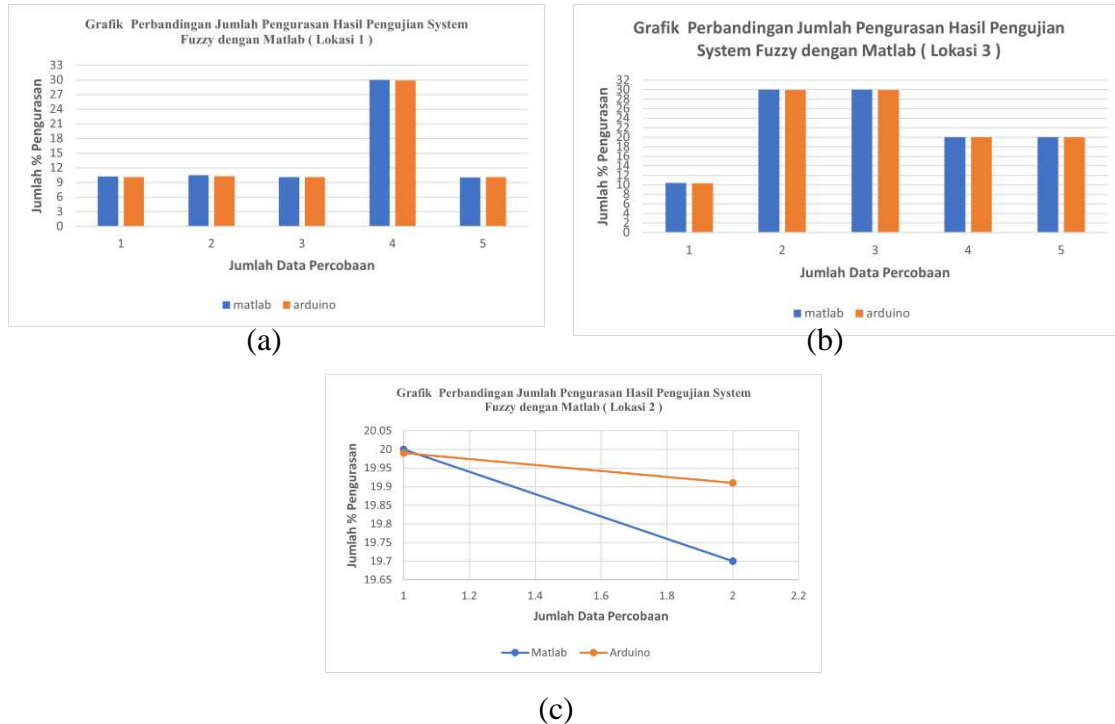 Grafik Perbandingan Jumlah Pengurasan Hasil Pengujian System
Fuzzy dengan Matlab ( Lokasi 1 )
Jumlah % Pengurasan
33
30
27
24
21
18
15
12
9
6
3
0
1 2 3 4 5
Jumlah Data Percobaan
matlab arduino
(a)
Grafik Perbandingan Jumlah Pengurasan Hasil Pengujian
System Fuzzy dengan Matlab ( Lokasi 3 )
Jumlah % Pengurasan
32
30
28
26
24
22
20
18
16
14
12
10
8
6
4
2
0
1 2 3 4 5
Jumlah Data Percobaan
matlab arduino
(b)
Grafik Perbandingan Jumlah Pengurasan Hasil Pengujian System
Fuzzy dengan Matlab ( Lokasi 2 )
Jumlah % Pengurasan
20.05
20
19.95
19.9
19.85
19.8
19.75
19.7
19.65
1 1.2 1.4 1.6 1.8 2 2.2
Jumlah Data Percobaan
Matlab Arduino
(c)